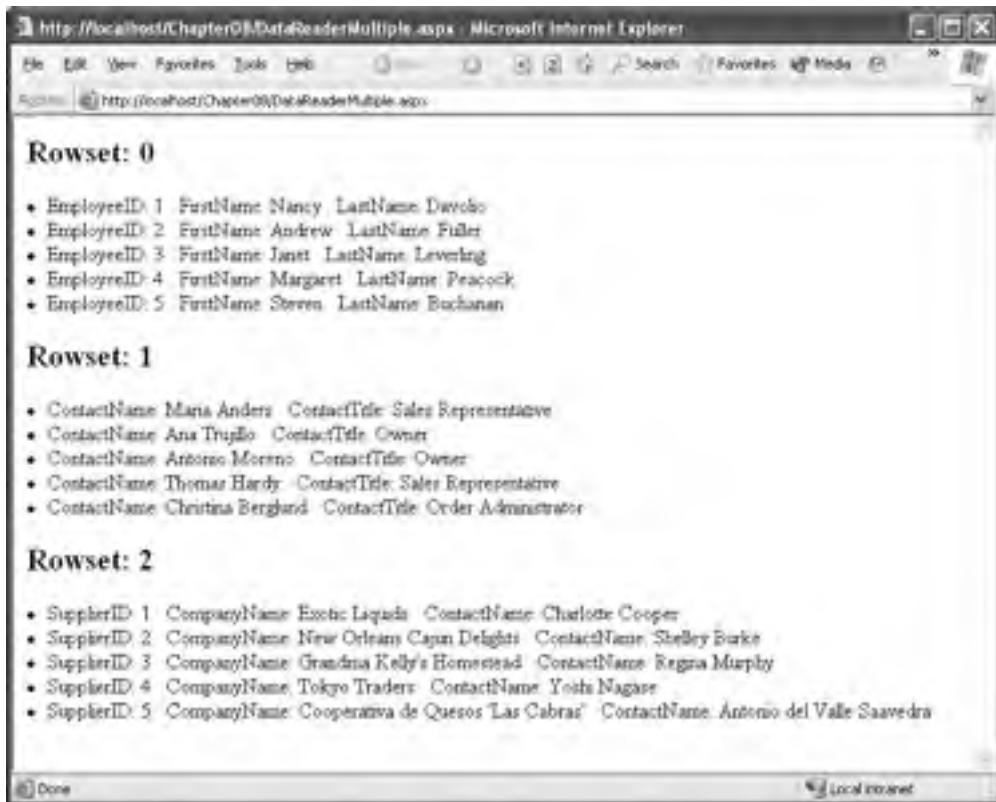 http://localhost/Chapter08/DataReaderMultiple.aspx - Microsoft Internet Explorer
File Edit View Favorites Tools Help Search Favorites Media
Address http://localhost/Chapter08/DataReaderMultiple.aspx
Rowset: 0
• EmployeeID: 1 FirstName: Nancy LastName: Davolio
• EmployeeID: 2 FirstName: Andrew LastName: Fuller
• EmployeeID: 3 FirstName: Janet LastName: Leverling
• EmployeeID: 4 FirstName: Margaret LastName: Peacock
• EmployeeID: 5 FirstName: Steven LastName: Buchanan
Rowset: 1
• ContactName: Maria Anders ContactTitle: Sales Representative
• ContactName: Ana Trujillo ContactTitle: Owner
• ContactName: Antonio Moreno ContactTitle: Owner
• ContactName: Thomas Hardy ContactTitle: Sales Representative
• ContactName: Christina Berglund ContactTitle: Order Administrator
Rowset: 2
• SupplierID: 1 CompanyName: Exotic Liquids ContactName: Charlotte Cooper
• SupplierID: 2 CompanyName: New Orleans Cajun Delights ContactName: Shelley Burke
• SupplierID: 3 CompanyName: Grandma Kelly's Homestead ContactName: Regina Murphy
• SupplierID: 4 CompanyName: Tokyo Traders ContactName: Yoshi Nagase
• SupplierID: 5 CompanyName: Cooperativa de Quesos 'Las Cabras' ContactName: Antonio del Valle Saavedra
Done Local intranet